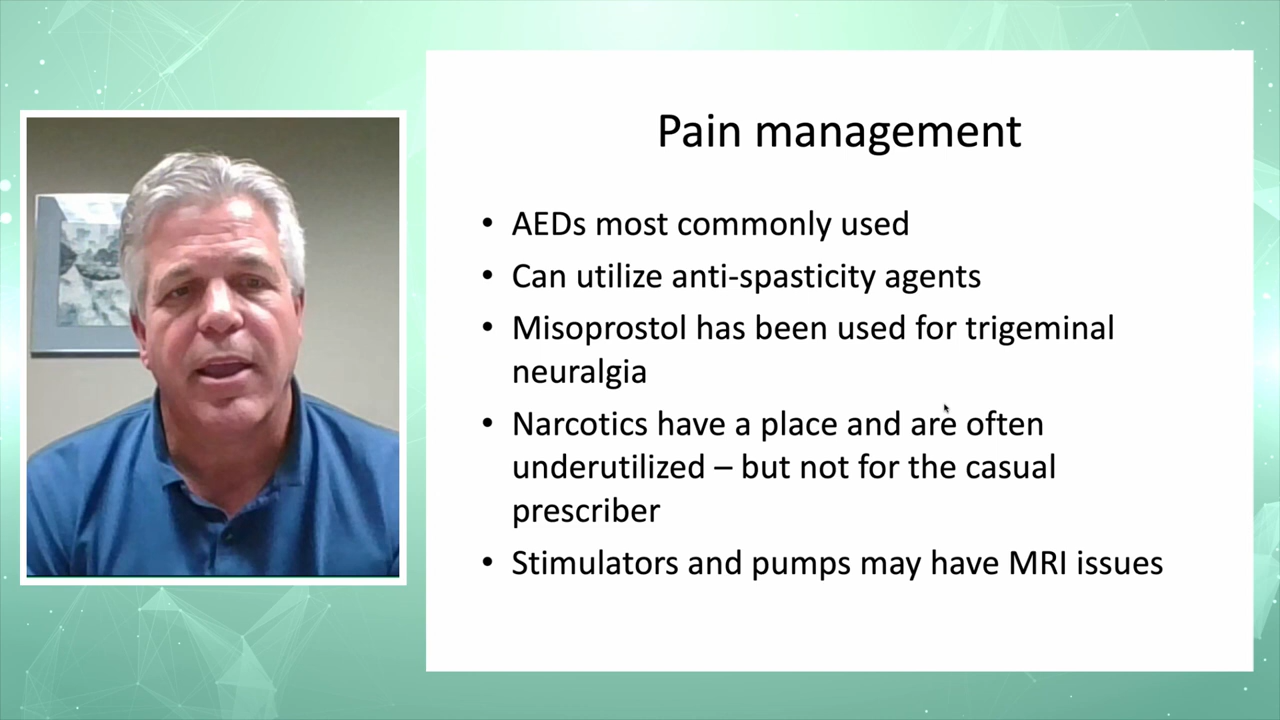 Pain management
• AEDs most commonly used
• Can utilize anti-spasticity agents
• Misoprostol has been used for trigeminal
neuralgia
• Narcotics have a place and are often
underutilized – but not for the casual
prescriber
• Stimulators and pumps may have MRI issues